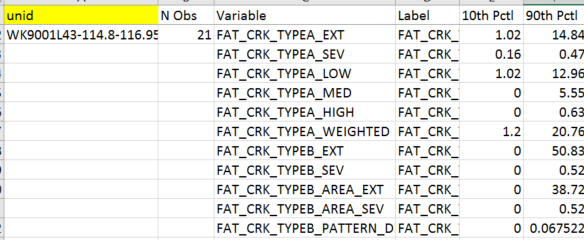 unid N Obs Variable Label 10th Pctl 90th Pctl
WK9001L43-114.8-116.95 21 FAT_CRK_TYPEA_EXT FAT_CRK_ 1.02 14.84
FAT_CRK_TYPEA_SEV FAT_CRK_ 0.16 0.47
FAT_CRK_TYPEA_LOW FAT_CRK_ 1.02 12.96
FAT_CRK_TYPEA_MED FAT_CRK_ 0 5.55
FAT_CRK_TYPEA_HIGH FAT_CRK_ 0 0.63
FAT_CRK_TYPEA_WEIGHTED FAT_CRK_ 1.2 20.76
FAT_CRK_TYPEB_EXT FAT_CRK_ 0 50.83
FAT_CRK_TYPEB_SEV FAT_CRK_ 0 0.52
FAT_CRK_TYPEB_AREA_EXT FAT_CRK_ 0 38.72
FAT_CRK_TYPEB_AREA_SEV FAT_CRK_ 0 0.52
FAT_CRK_TYPEB_PATTERN_D FAT_CRK_ 0 0.067522